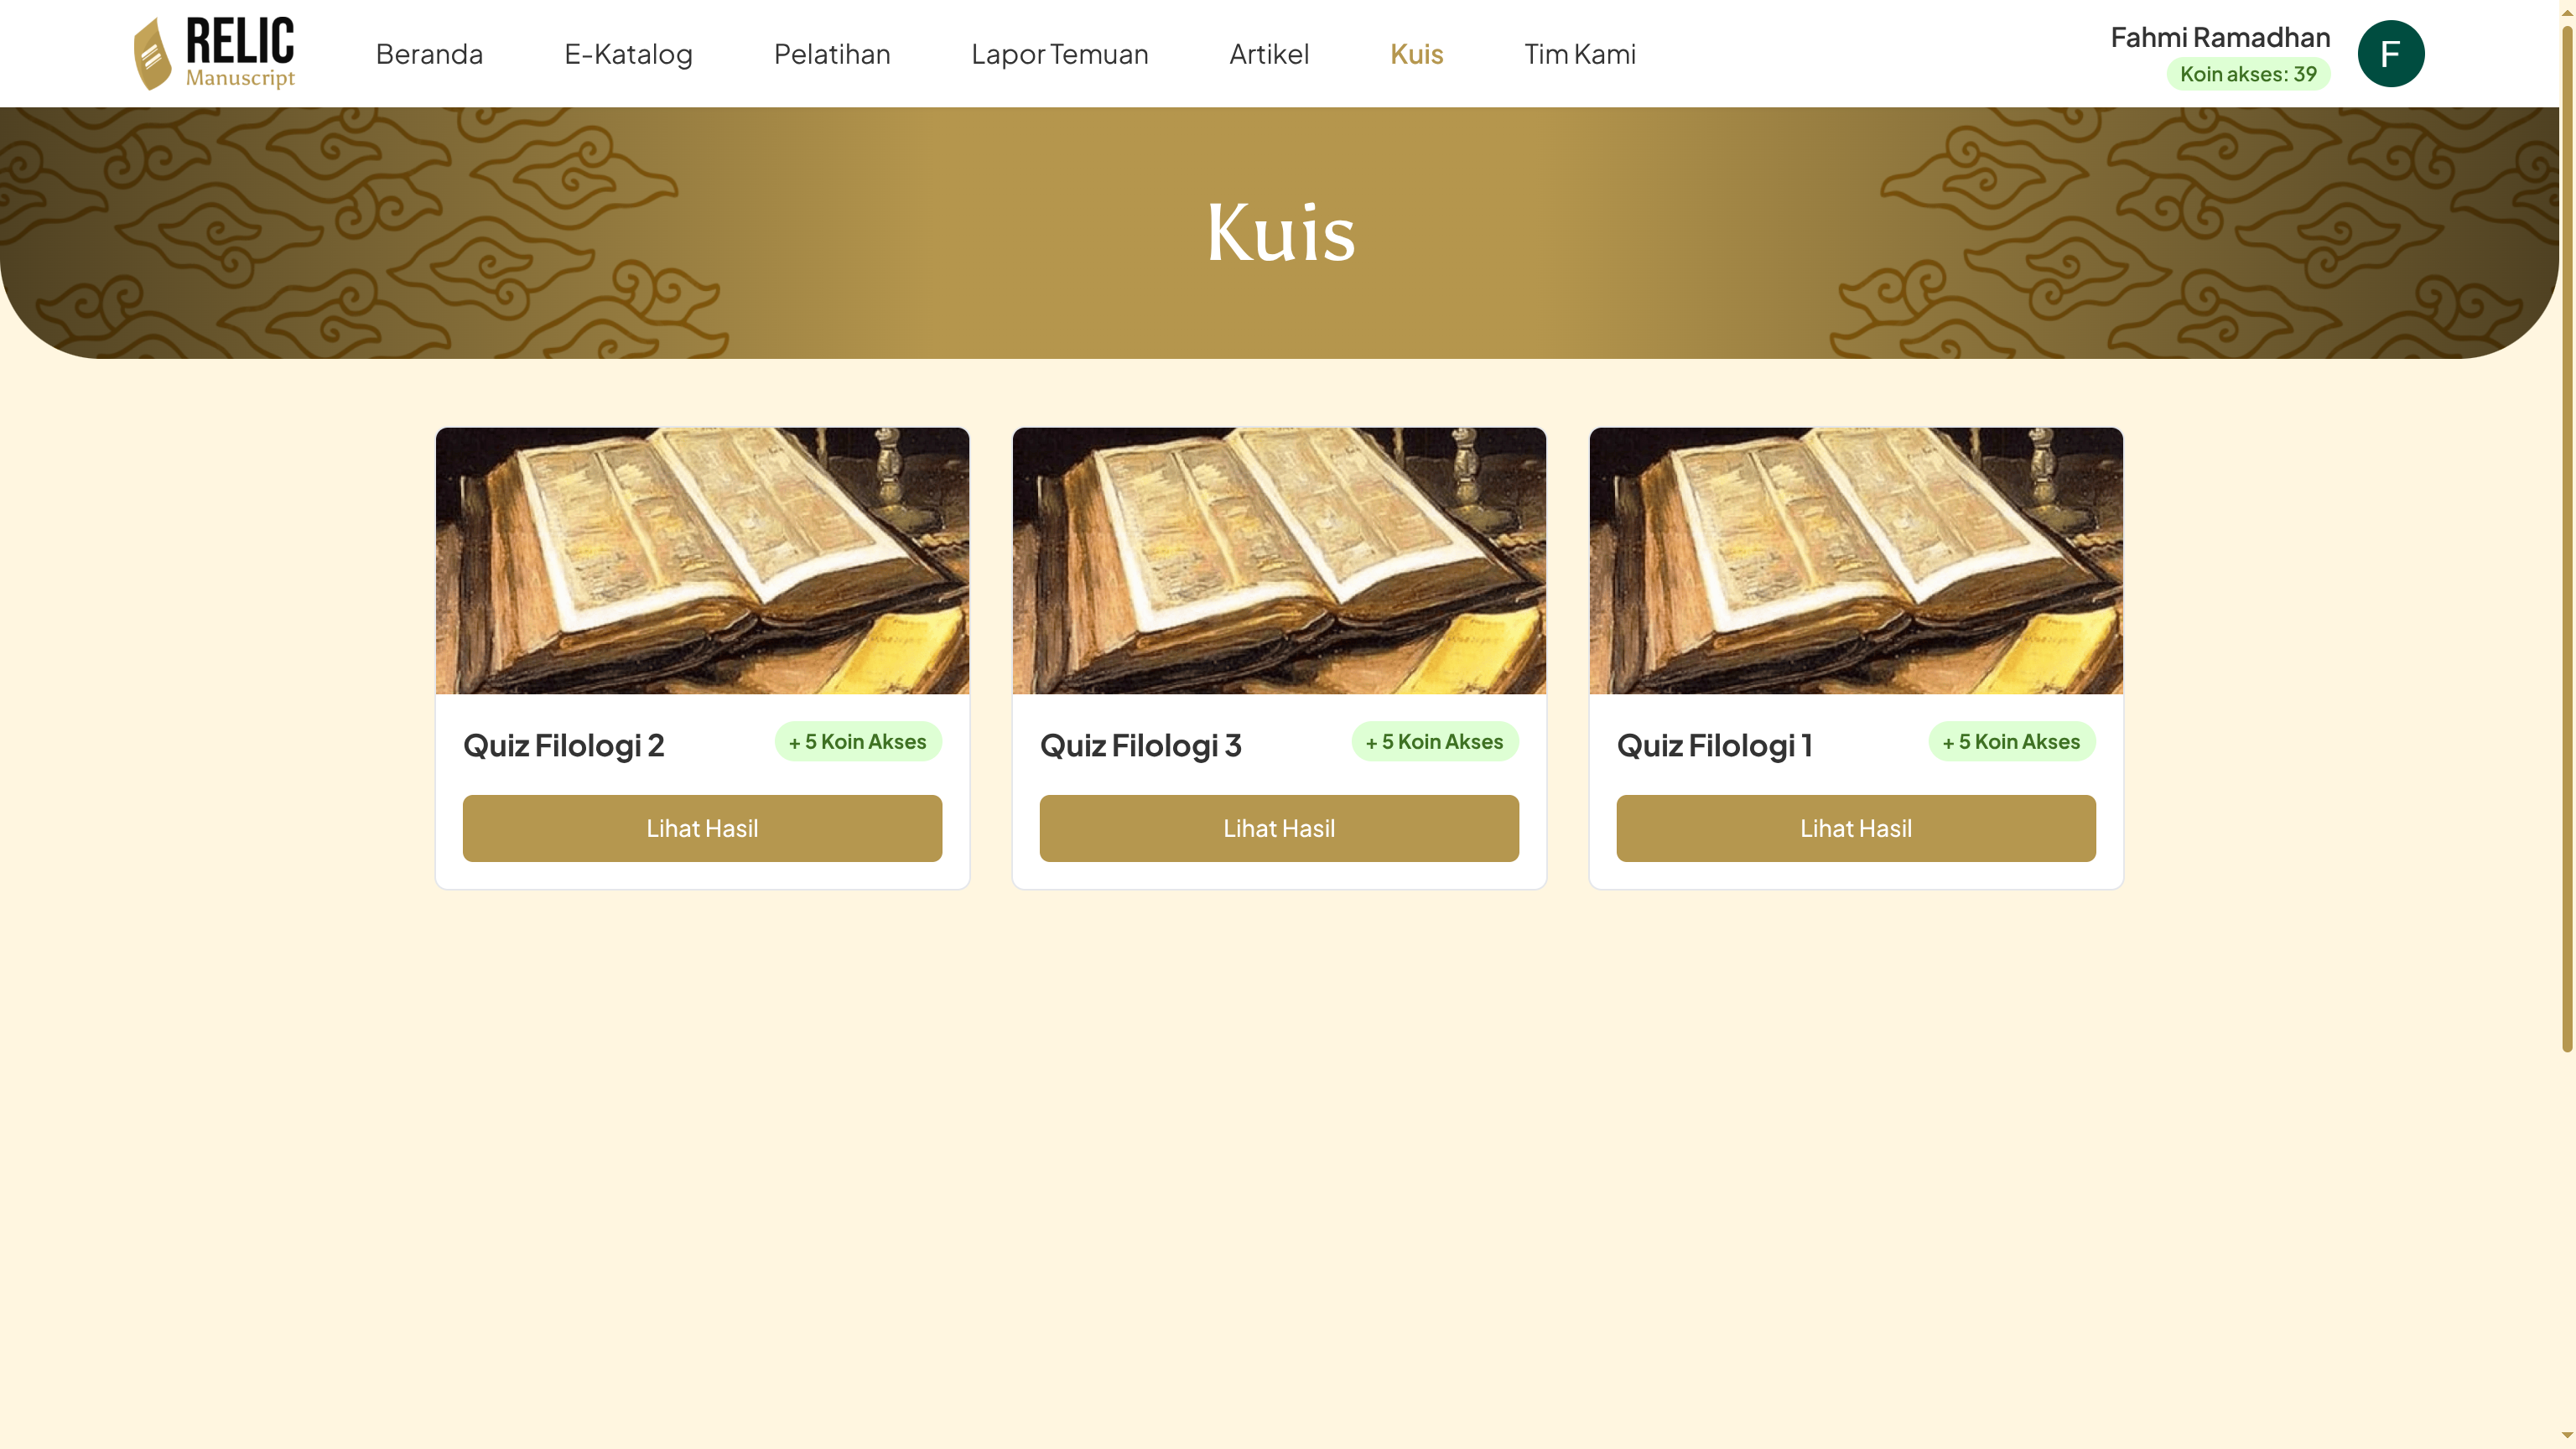 RELIC
Manuscript
Beranda
E-Katalog
Pelatihan
Lapor Temuan
Artikel
Kuis
Tim Kami
Fahmi Ramadhan
Koin akses: 39
F
Kuis
Quiz Filologi 2
+ 5 Koin Akses
Lihat Hasil
Quiz Filologi 3
+ 5 Koin Akses
Lihat Hasil
Quiz Filologi 1
+ 5 Koin Akses
Lihat Hasil